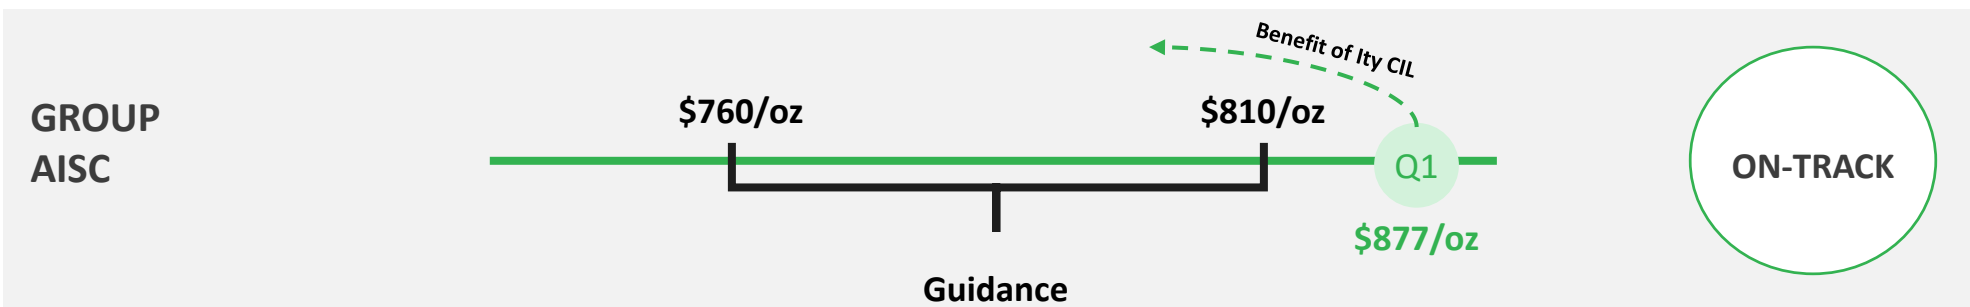 Benefit of Ity CIL
$760/oz
$810/oz
GROUP
AISC
Q1
ON-TRACK
$877/oz
Guidance